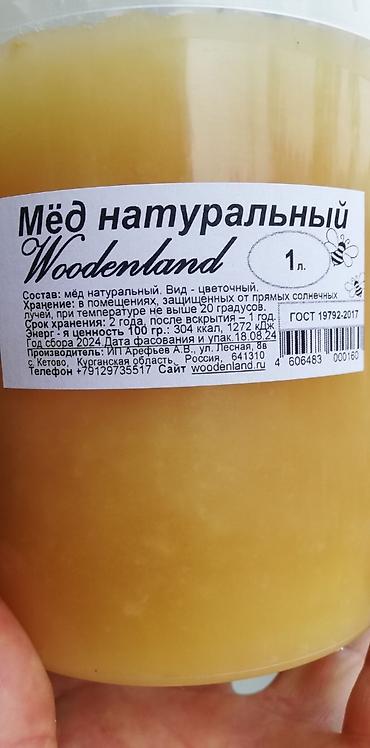 Мёд натуральный
Woodenland
1 л.
Состав: мёд натуральный. Вид - цветочный.
Хранение: в помещениях, защищенных от прямых солнечных
лучей, при температуре не выше 20 градусов.
Срок хранения: 2 года, после вскрытия – 1 год.
Энерг - я ценность 100 гр.: 304 ккал, 1272 кДж
Год сбора 2024 Дата фасования и упак. 18.08.24
Производитель: ИП Арефьев А.В., ул. Лесная, 8в
с. Кетово, Курганская область, Россия, 641310
Телефон +79129735517 Сайт woodenland.ru
ГОСТ 19792-2017
4 606483 000160